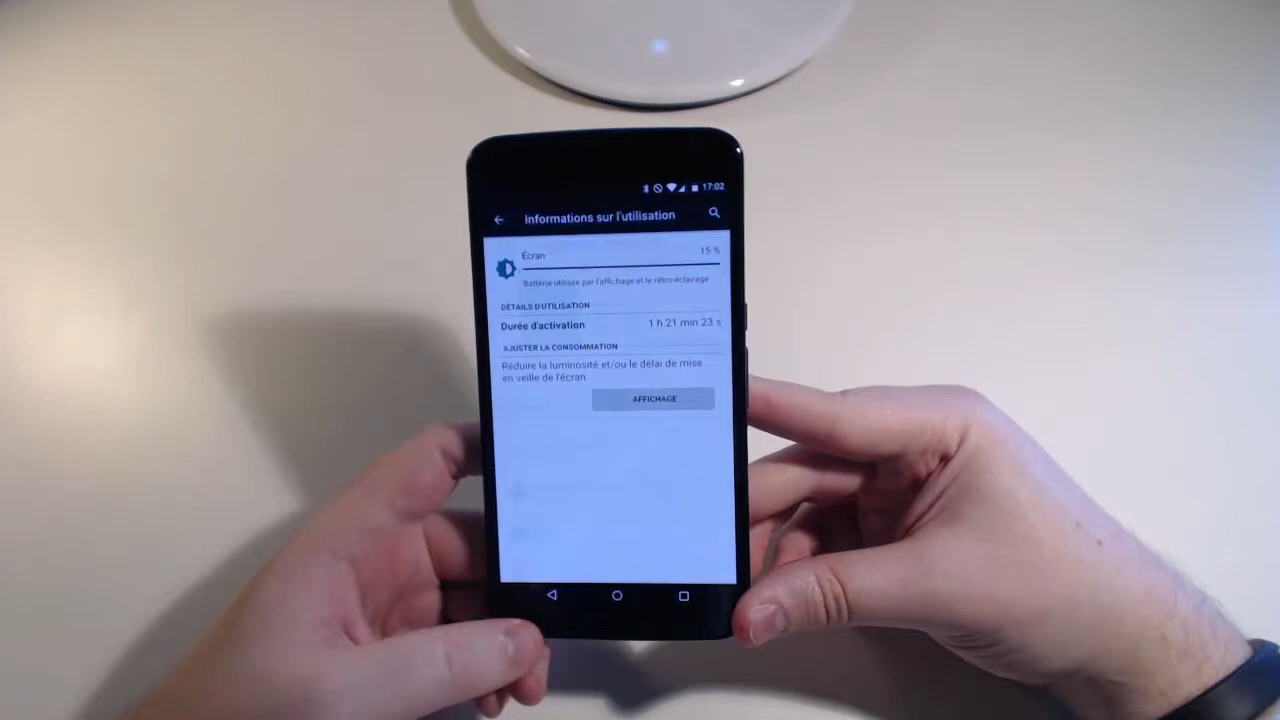 17:02
Informations sur l'utilisation
Écran 15 %
Batterie utilisée par l'affichage et le rétro-éclairage
DÉTAILS D'UTILISATION
Durée d'activation 1 h 21 min 23 s
AJUSTER LA CONSOMMATION
Réduire la luminosité et/ou le délai de mise
en veille de l'écran
AFFICHAGE